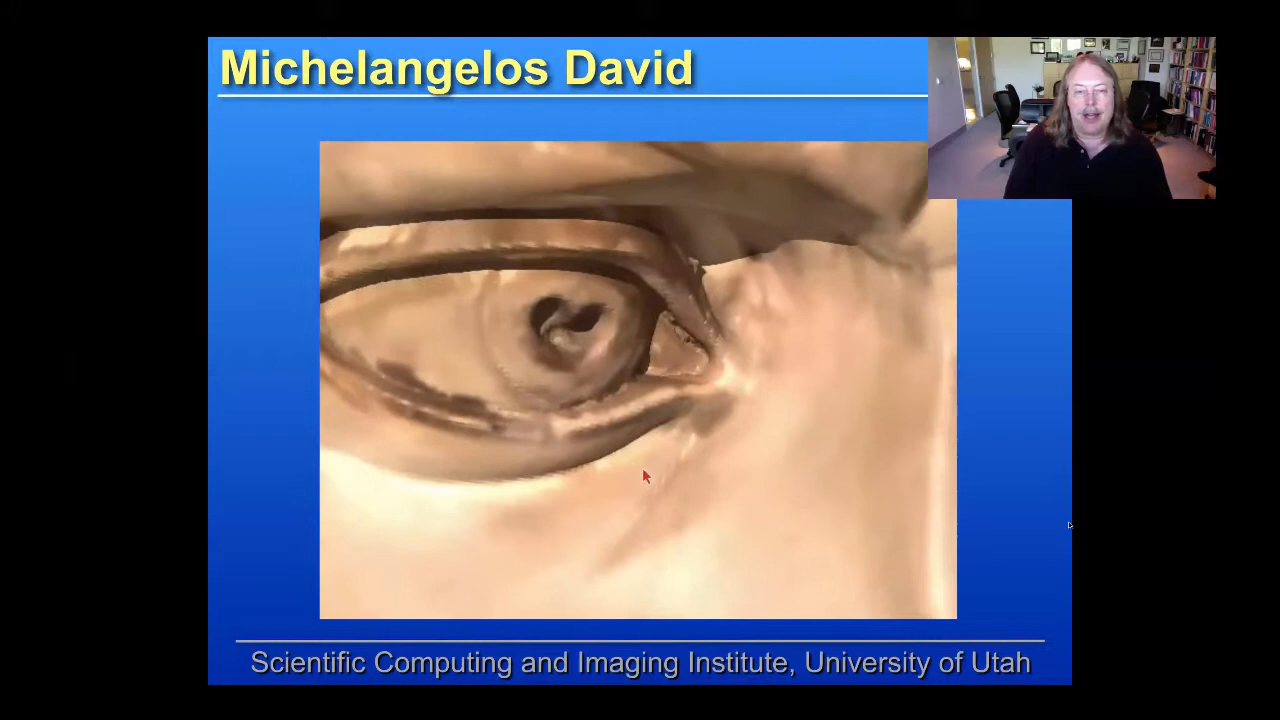 Michelangelos David
Scientific Computing and Imaging Institute, University of Utah